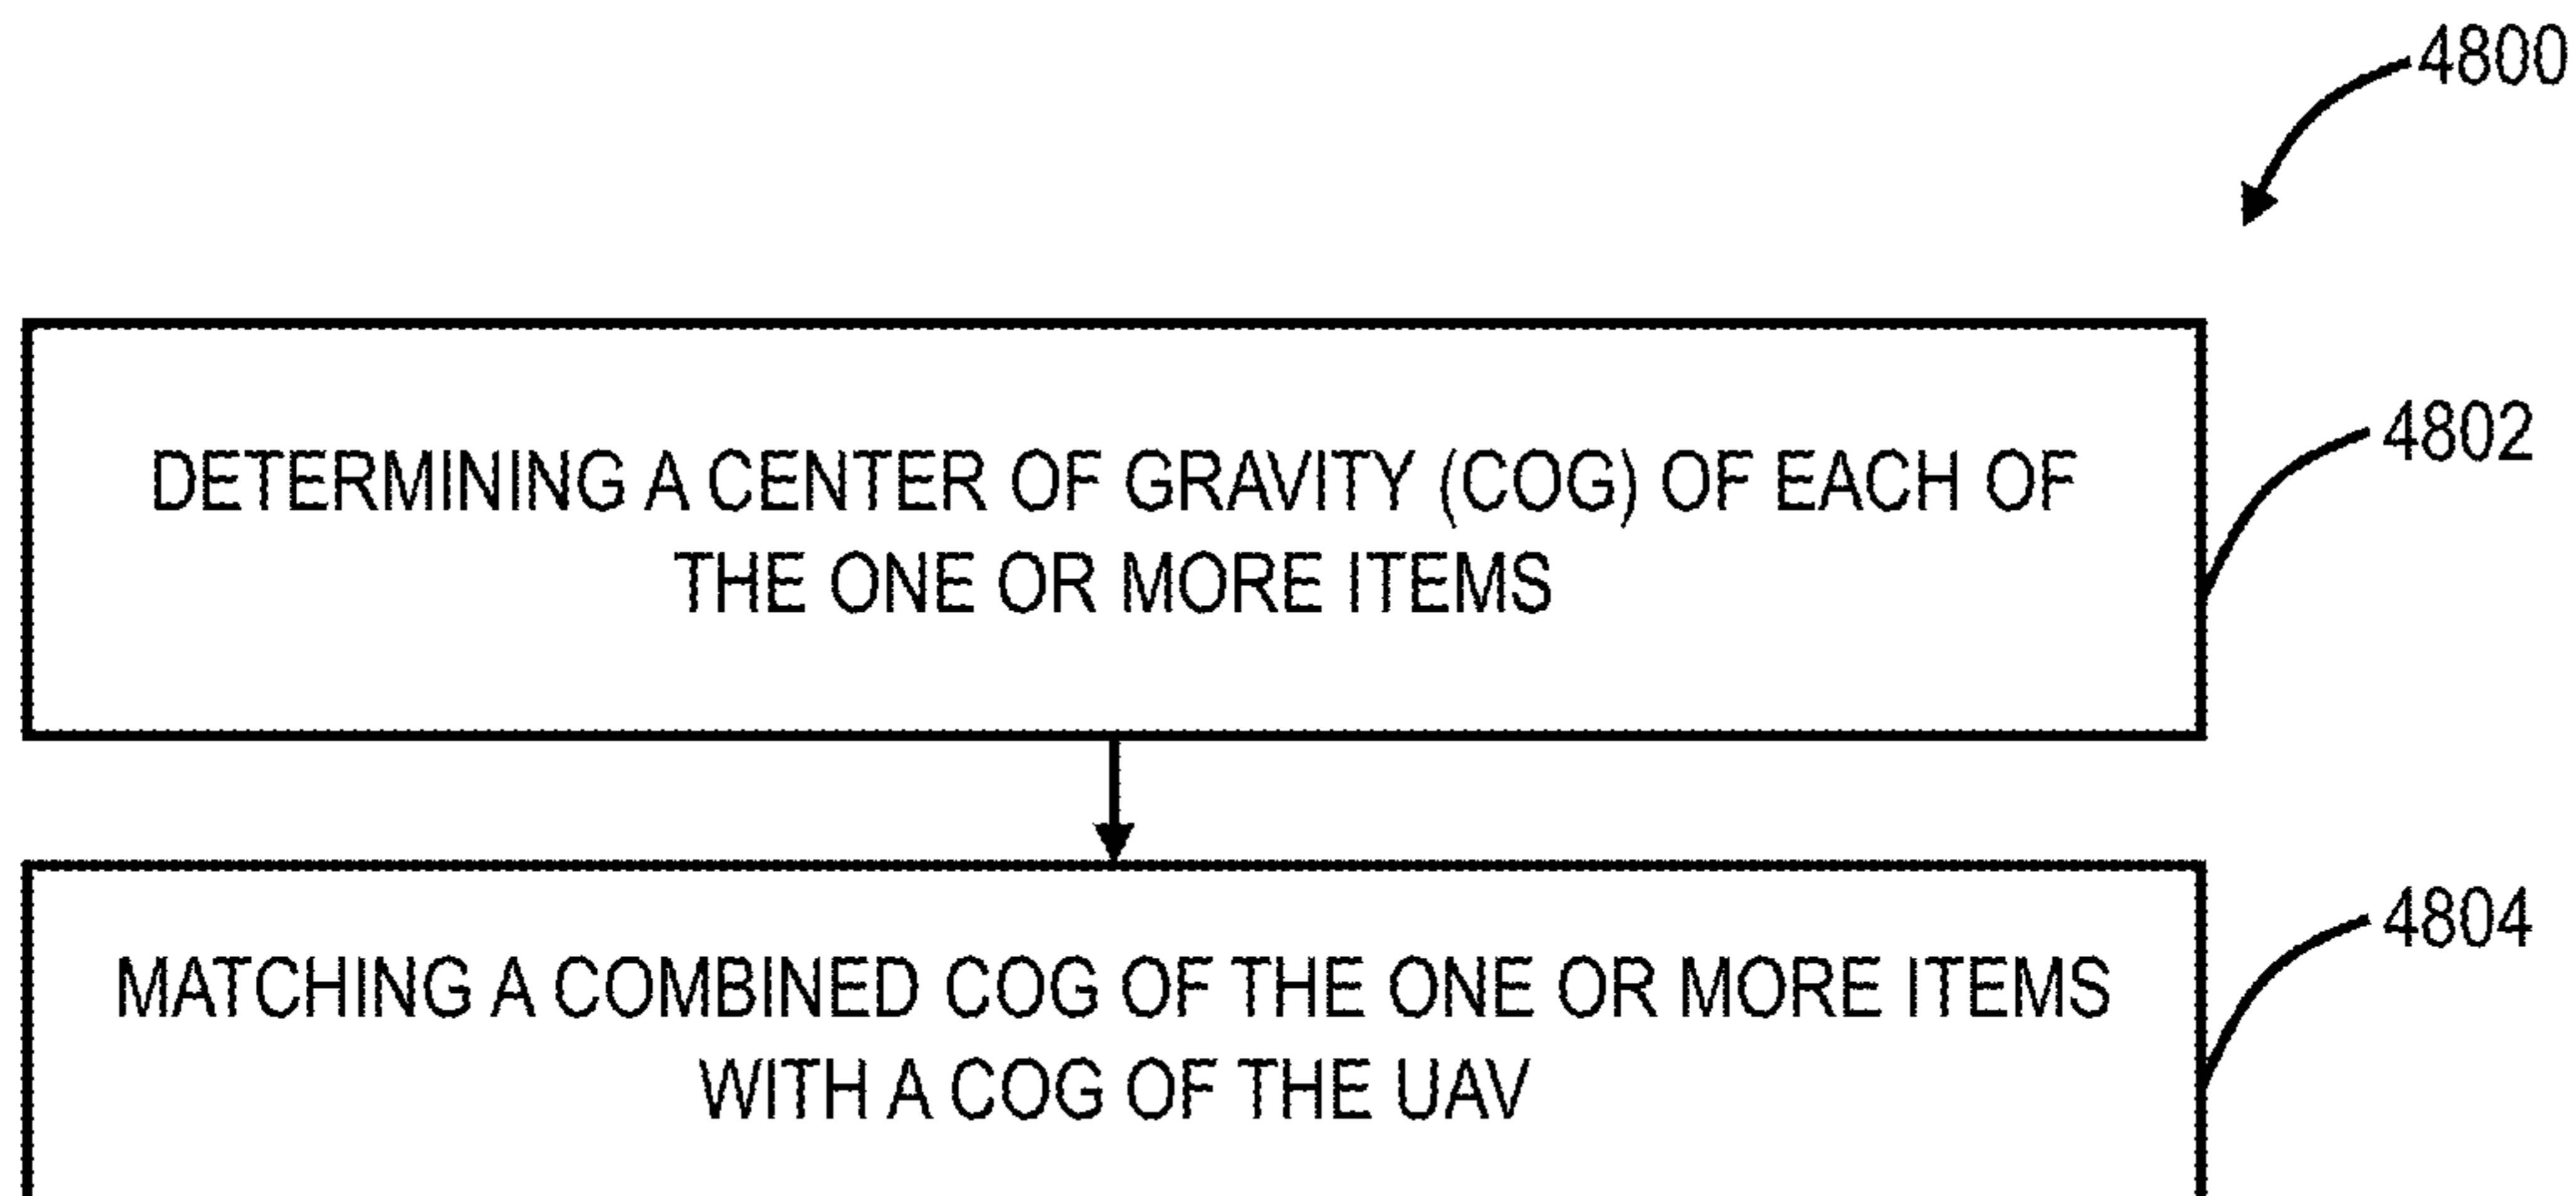 4800
DETERMINING A CENTER OF GRAVITY (COG) OF EACH OF
THE ONE OR MORE ITEMS
4802
MATCHING A COMBINED COG OF THE ONE OR MORE ITEMS
WITH A COG OF THE UAV
4804